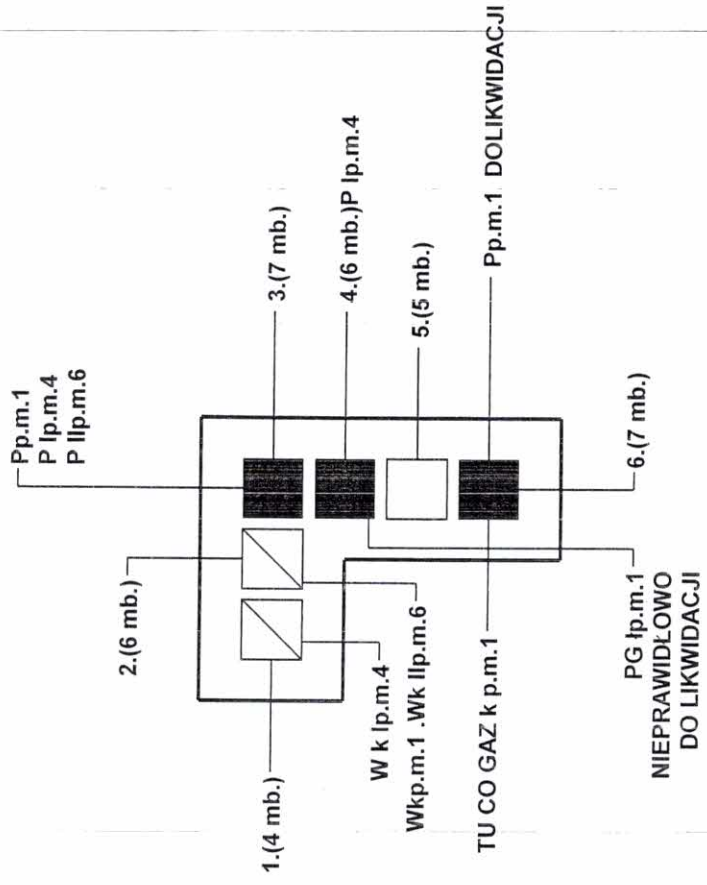 Pp.m.1
P Ip.m.4
P IIp.m.6
2.(6 mb.)
3.(7 mb.)
1.(4 mb.)
4.(6 mb.)P Ip.m.4
W k Ip.m.4
Wkp.m.1 .Wk IIp.m.6
5.(5 mb.)
TU CO GAZ k p.m.1
Pp.m.1 DOLIKWIDACJI
6.(7 mb.)
PG łp.m.1
NIEPRAWIDŁOWO
DO LIKWIDACJI